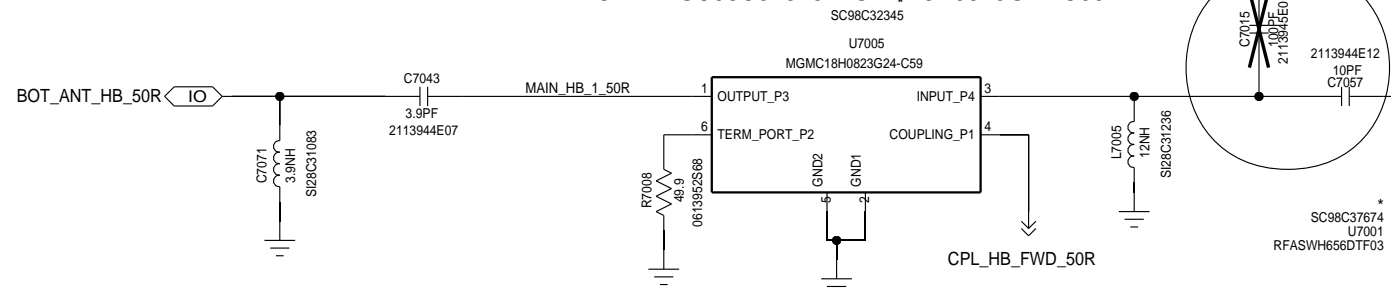 SC98C32345
U7005
MGMC18H0823G24-C59
C7015
100PF
2113944E12
10PF
C7057
BOT_ANT_HB_50R
IO
C7043
3.9PF
2113944E07
MAIN_HB_1_50R
1
OUTPUT_P3
INPUT_P4
3
6
TERM_PORT_P2
COUPLING_P1
4
GND2
GND1
5
2
C7071
3.9NH
SI28C31083
R7008
49.9
0613952S68
L7005
12NH
SI28C31236
CPL_HB_FWD_50R
*
SC98C37674
U7001
RFASWH656DTF03